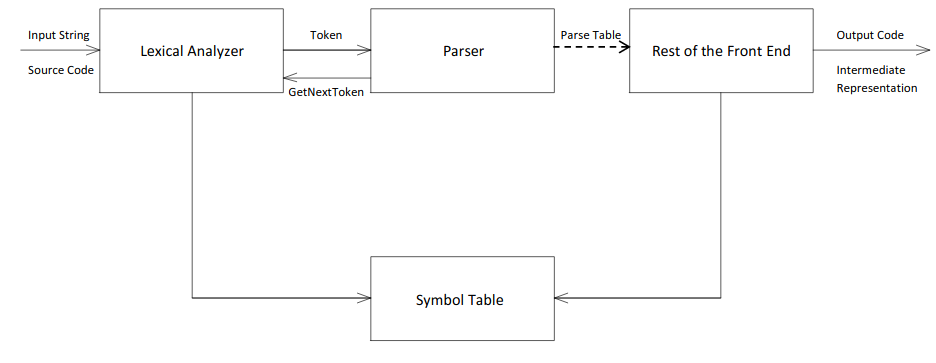 Input String
Source Code
Lexical Analyzer
Token
GetNextToken
Parser
Parse Table
Rest of the Front End
Output Code
Intermediate
Representation
Symbol Table